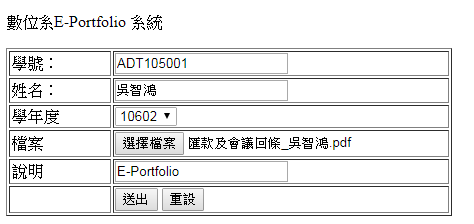 數位系E-Portfolio 系統
學號： ADT105001
姓名： 吳智鴻
學年度 10602
檔案 選擇檔案 匯款及會議回條_吳智鴻.pdf
說明 E-Portfolio
送出 重設